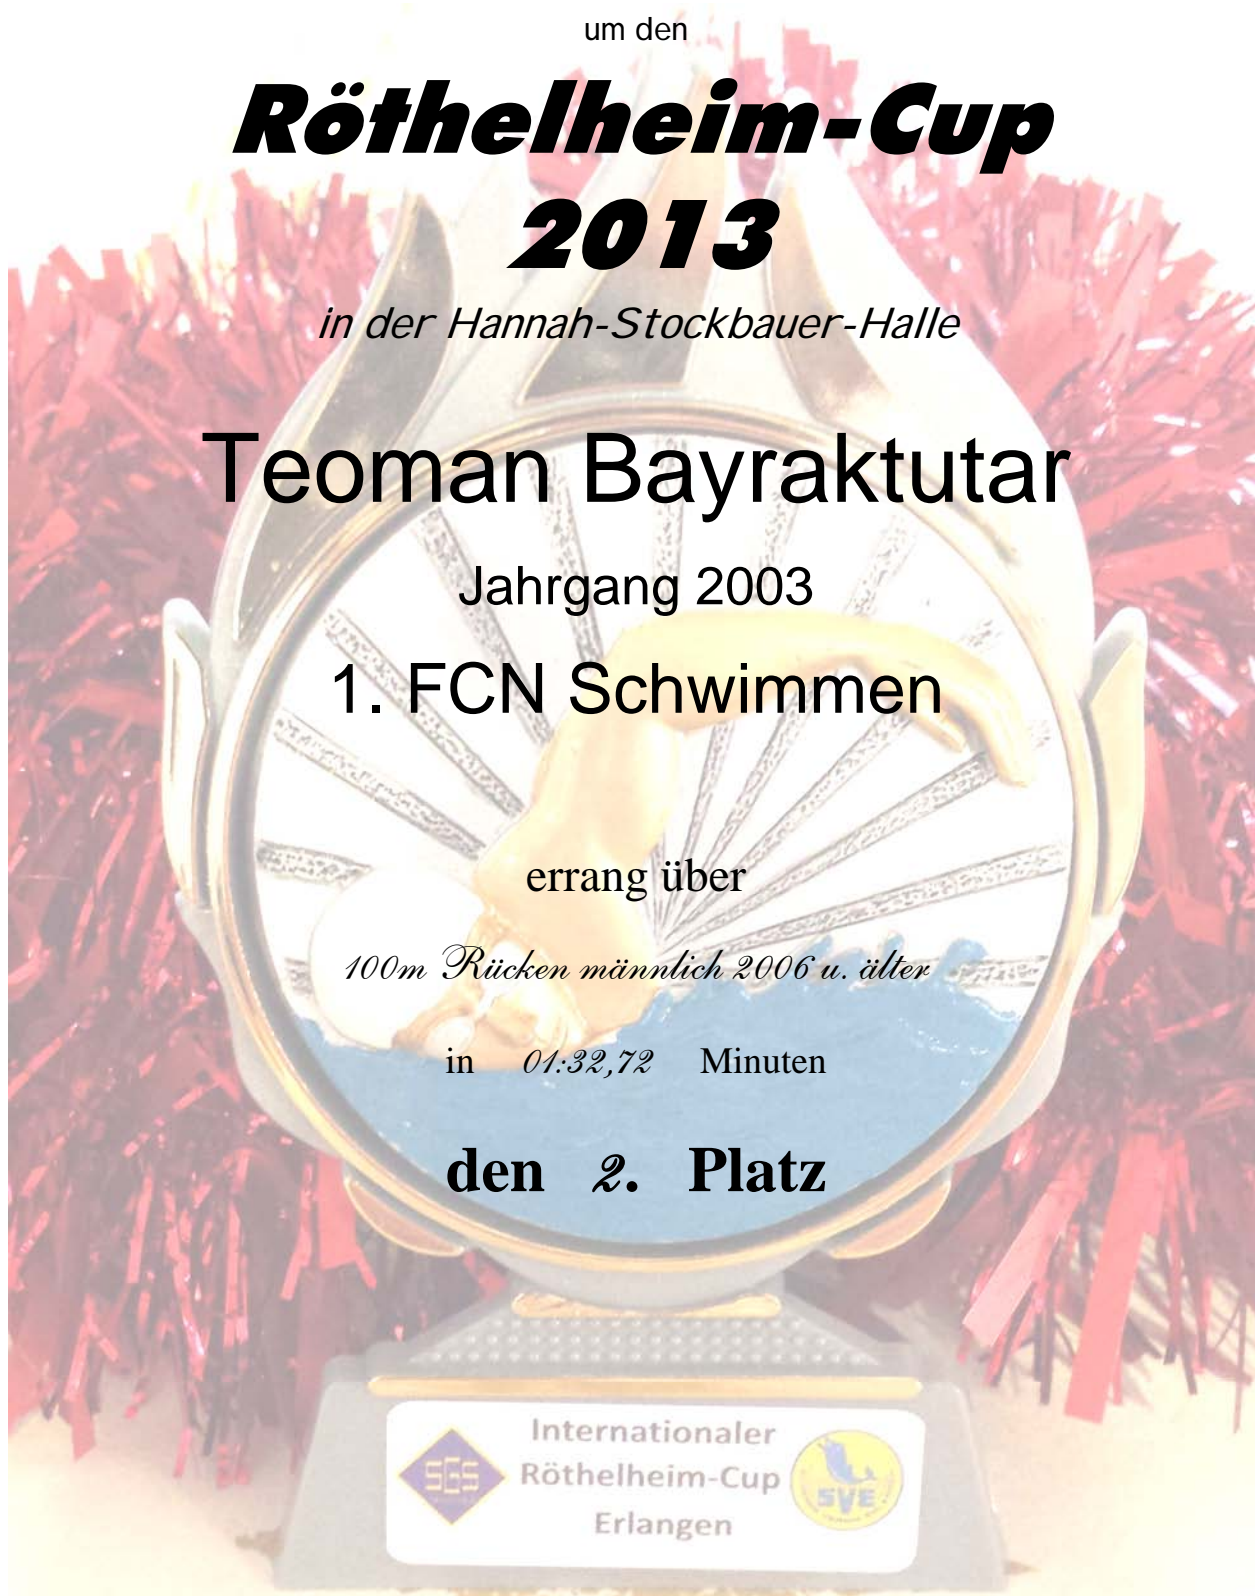 um den
Röthelheim-Cup
2013
in der Hannah-Stockbauer-Halle
Teoman Bayraktutar
Jahrgang 2003
1. FCN Schwimmen
errang über
100m Rücken männlich 2006 u. älter
in 01:32,72 Minuten
den 2. Platz
Internationaler
Röthelheim-Cup
Erlangen
SGS
SVE